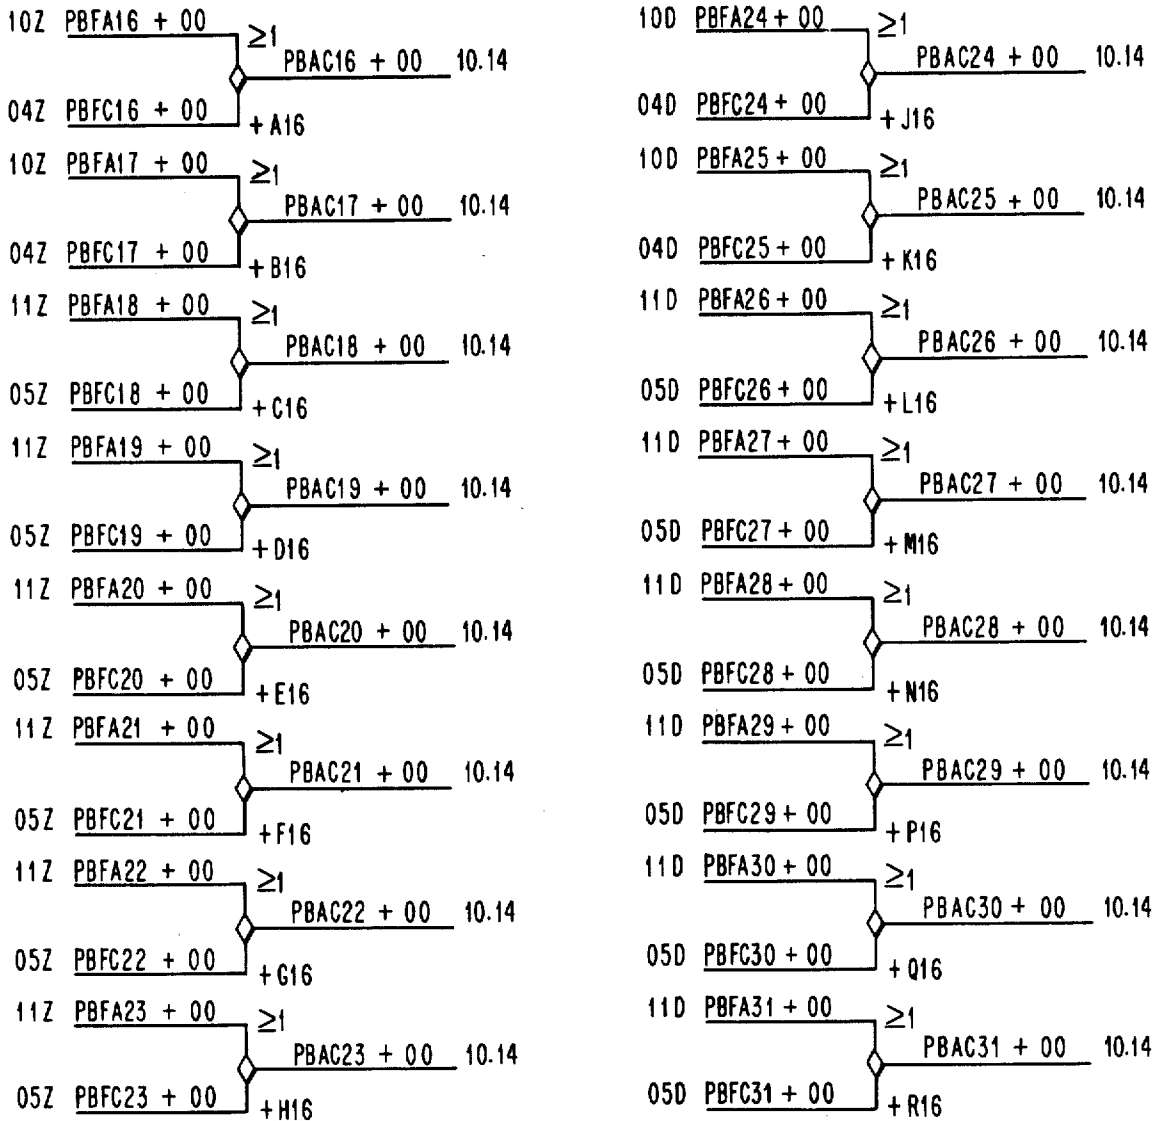 10Z PBFA16 + 00
≥1
PBAC16 + 00 10.14
04Z PBFC16 + 00
+ A16
10Z PBFA17 + 00
≥1
PBAC17 + 00 10.14
04Z PBFC17 + 00
+ B16
11Z PBFA18 + 00
≥1
PBAC18 + 00 10.14
05Z PBFC18 + 00
+ C16
11Z PBFA19 + 00
≥1
PBAC19 + 00 10.14
05Z PBFC19 + 00
+ D16
11Z PBFA20 + 00
≥1
PBAC20 + 00 10.14
05Z PBFC20 + 00
+ E16
11Z PBFA21 + 00
≥1
PBAC21 + 00 10.14
05Z PBFC21 + 00
+ F16
11Z PBFA22 + 00
≥1
PBAC22 + 00 10.14
05Z PBFC22 + 00
+ G16
11Z PBFA23 + 00
≥1
PBAC23 + 00 10.14
05Z PBFC23 + 00
+ H16
10D PBFA24 + 00
≥1
PBAC24 + 00 10.14
04D PBFC24 + 00
+ J16
10D PBFA25 + 00
≥1
PBAC25 + 00 10.14
04D PBFC25 + 00
+ K16
11D PBFA26 + 00
≥1
PBAC26 + 00 10.14
05D PBFC26 + 00
+ L16
11D PBFA27 + 00
≥1
PBAC27 + 00 10.14
05D PBFC27 + 00
+ M16
11D PBFA28 + 00
≥1
PBAC28 + 00 10.14
05D PBFC28 + 00
+ N16
11D PBFA29 + 00
≥1
PBAC29 + 00 10.14
05D PBFC29 + 00
+ P16
11D PBFA30 + 00
≥1
PBAC30 + 00 10.14
05D PBFC30 + 00
+ Q16
11D PBFA31 + 00
≥1
PBAC31 + 00 10.14
05D PBFC31 + 00
+ R16